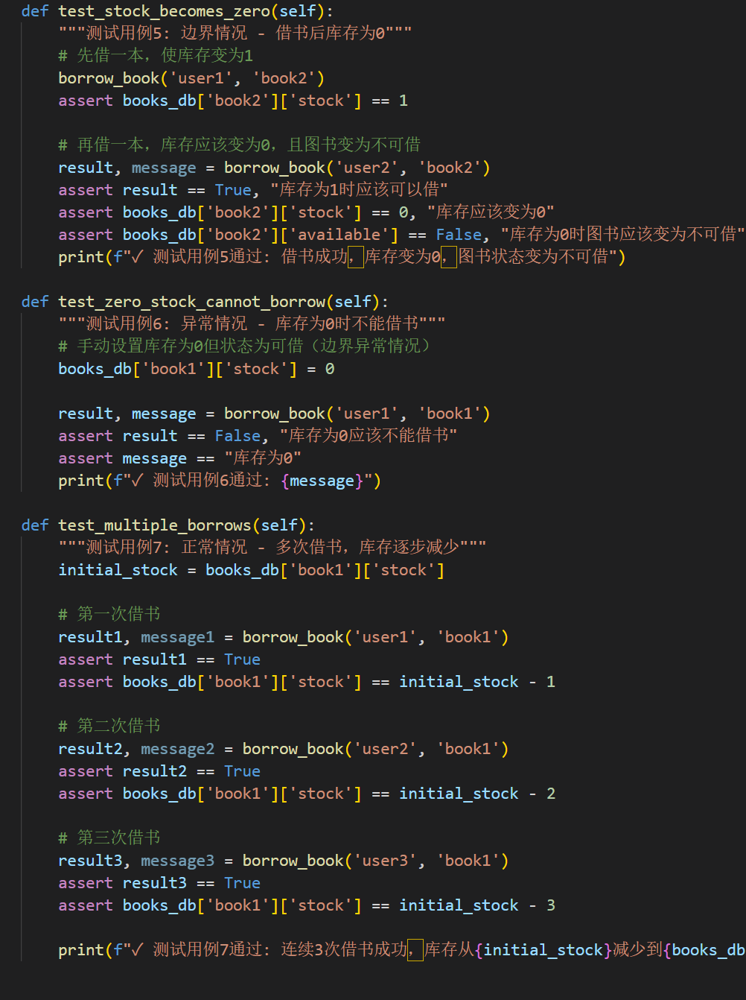 def test_stock_becomes_zero(self):
    """测试用例5: 边界情况 - 借书后库存为0"""
    # 先借一本，使库存变为1
    borrow_book('user1', 'book2')
    assert books_db['book2']['stock'] == 1

    # 再借一本，库存应该变为0，且图书变为不可借
    result, message = borrow_book('user2', 'book2')
    assert result == True, "库存为1时应该可以借"
    assert books_db['book2']['stock'] == 0, "库存应该变为0"
    assert books_db['book2']['available'] == False, "库存为0时图书应该变为不可借"
    print(f"✓ 测试用例5通过: 借书成功，库存变为0，图书状态变为不可借")

def test_zero_stock_cannot_borrow(self):
    """测试用例6: 异常情况 - 库存为0时不能借书"""
    # 手动设置库存为0但状态为可借（边界异常情况）
    books_db['book1']['stock'] = 0

    result, message = borrow_book('user1', 'book1')
    assert result == False, "库存为0应该不能借书"
    assert message == "库存为0"
    print(f"✓ 测试用例6通过: {message}")

def test_multiple_borrows(self):
    """测试用例7: 正常情况 - 多次借书，库存逐步减少"""
    initial_stock = books_db['book1']['stock']

    # 第一次借书
    result1, message1 = borrow_book('user1', 'book1')
    assert result1 == True
    assert books_db['book1']['stock'] == initial_stock - 1

    # 第二次借书
    result2, message2 = borrow_book('user2', 'book1')
    assert result2 == True
    assert books_db['book1']['stock'] == initial_stock - 2

    # 第三次借书
    result3, message3 = borrow_book('user3', 'book1')
    assert result3 == True
    assert books_db['book1']['stock'] == initial_stock - 3

    print(f"✓ 测试用例7通过: 连续3次借书成功，库存从{initial_stock}减少到{books_db